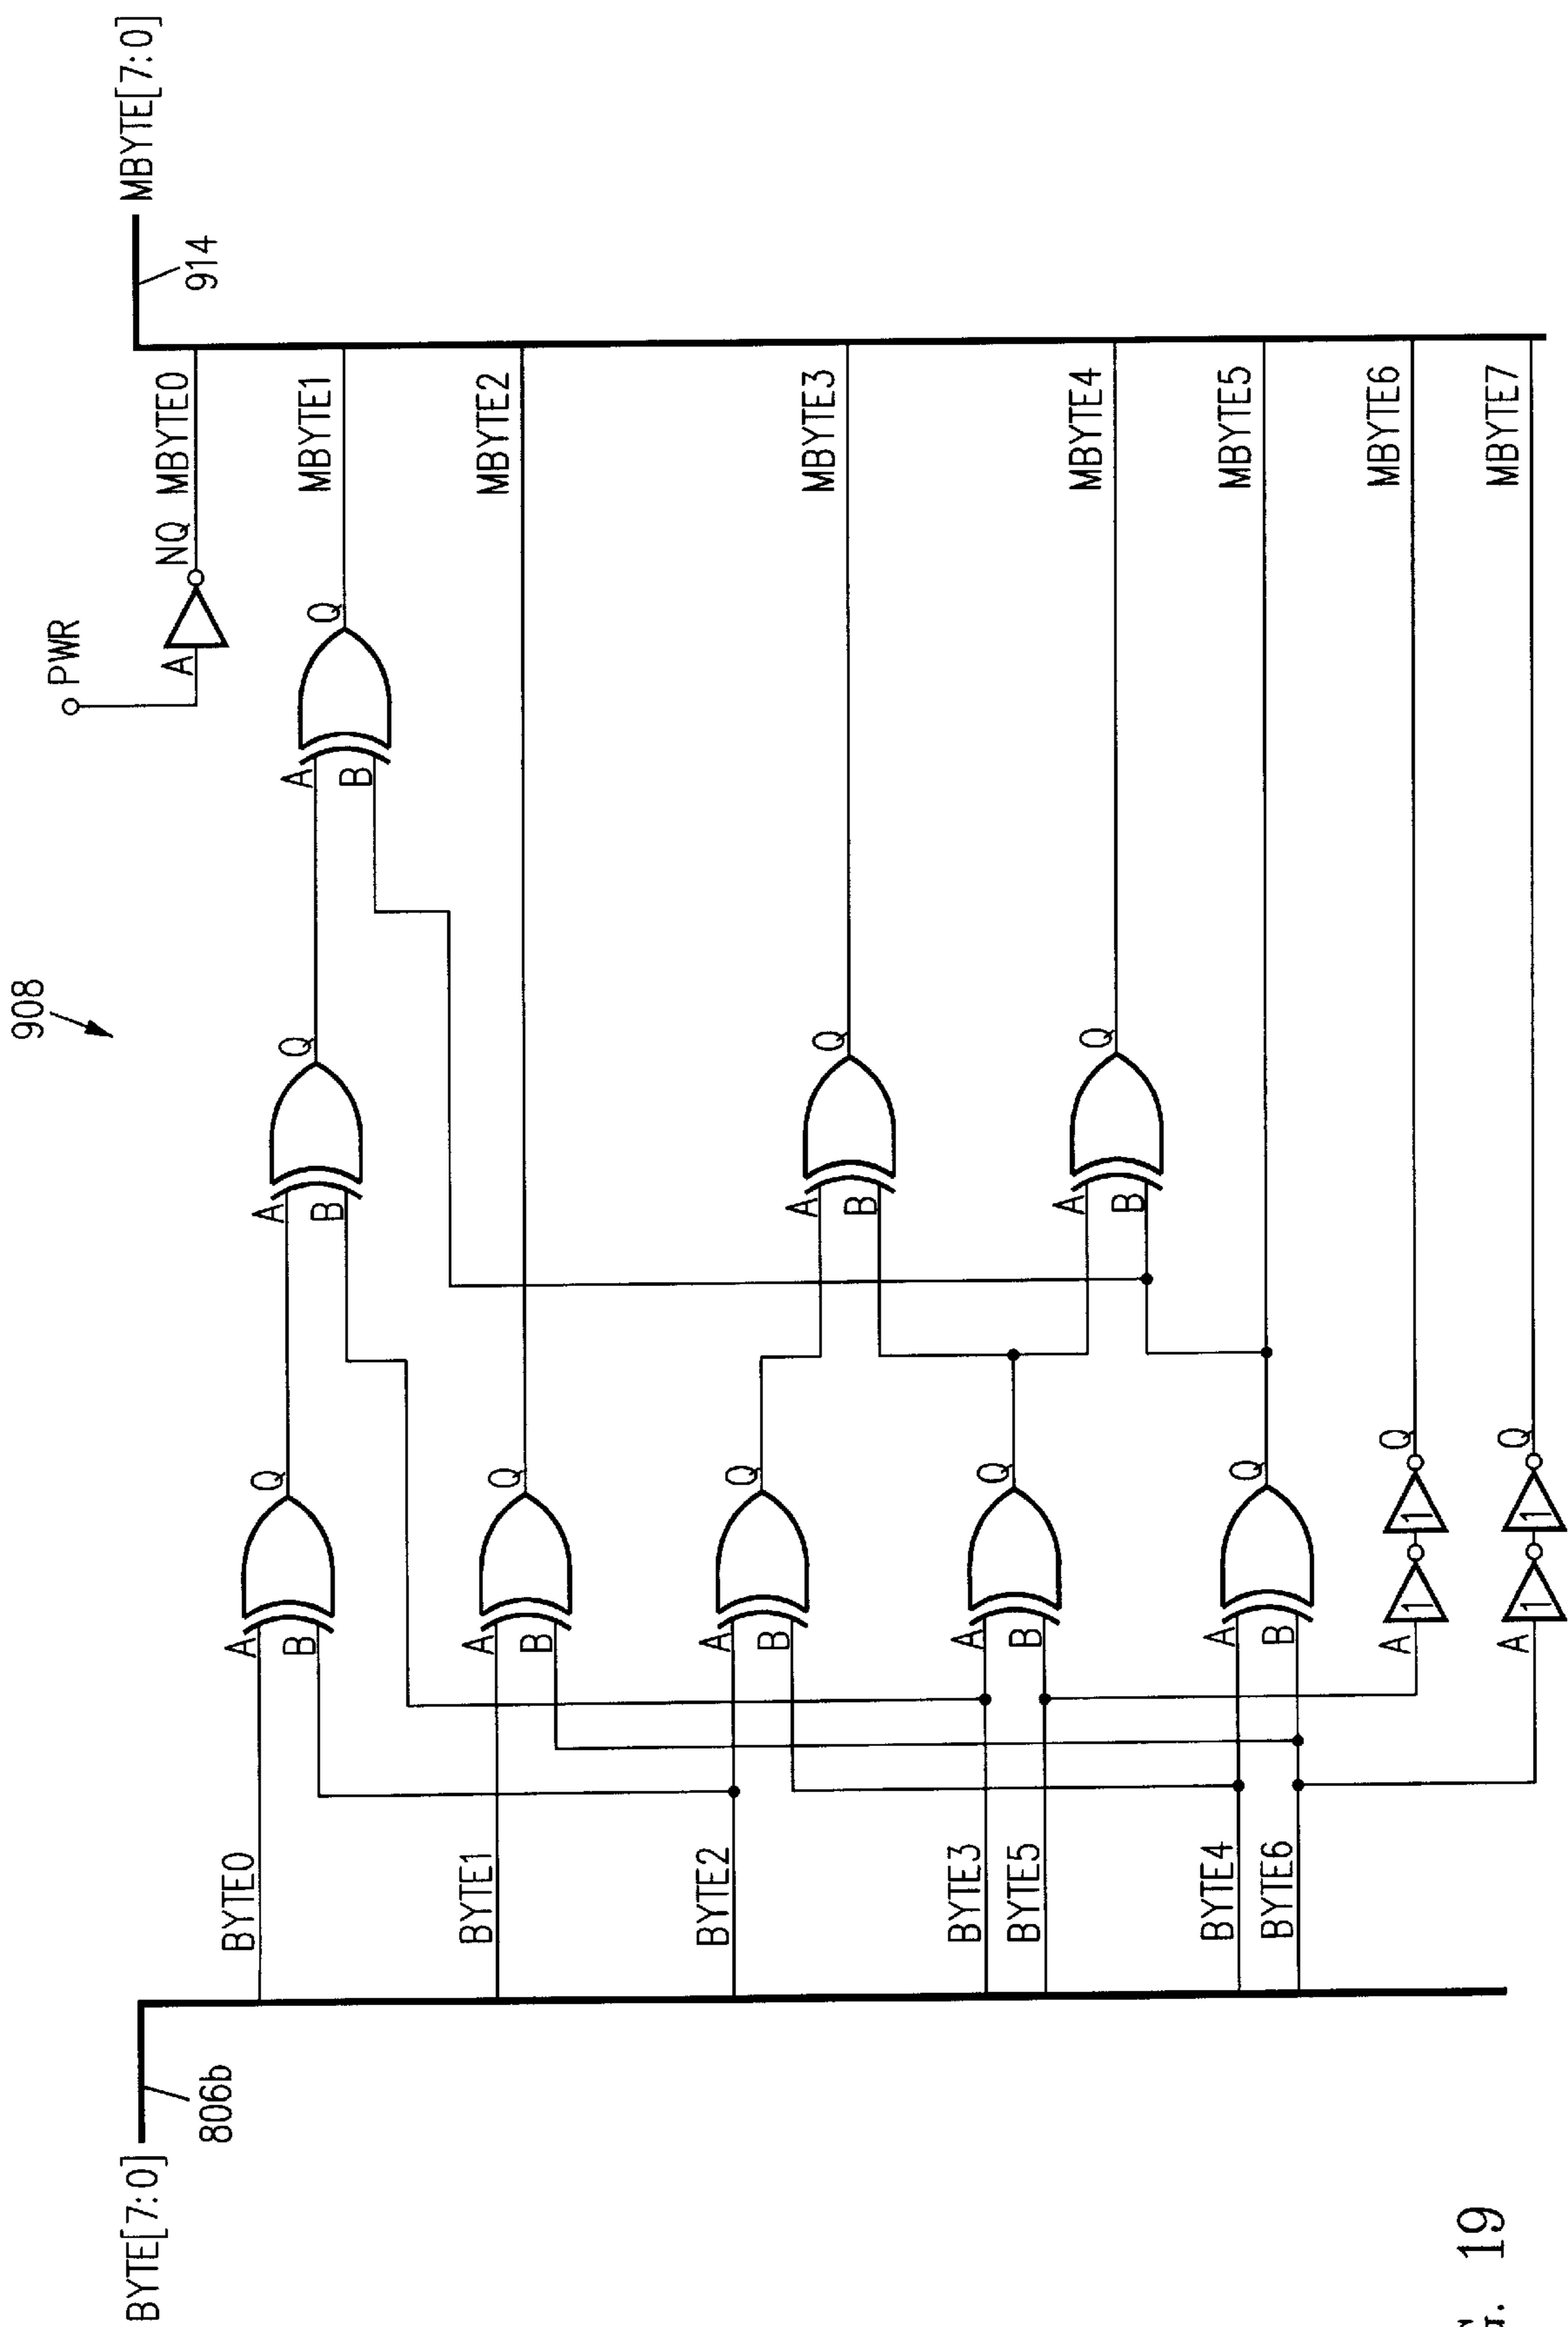 908
PWR
BYTE[7:0]
806b
MBYTE[7:0]
914
A
NQ
MBYTE0
BYTE0
A
B
Q
A
B
Q
A
B
Q
MBYTE1
BYTE1
A
B
Q
MBYTE2
BYTE2
A
B
Q
A
B
Q
MBYTE3
BYTE3
BYTE5
A
B
Q
A
B
Q
MBYTE4
BYTE4
BYTE6
A
B
Q
MBYTE5
A
1
1
Q
MBYTE6
A
1
1
Q
MBYTE7
19